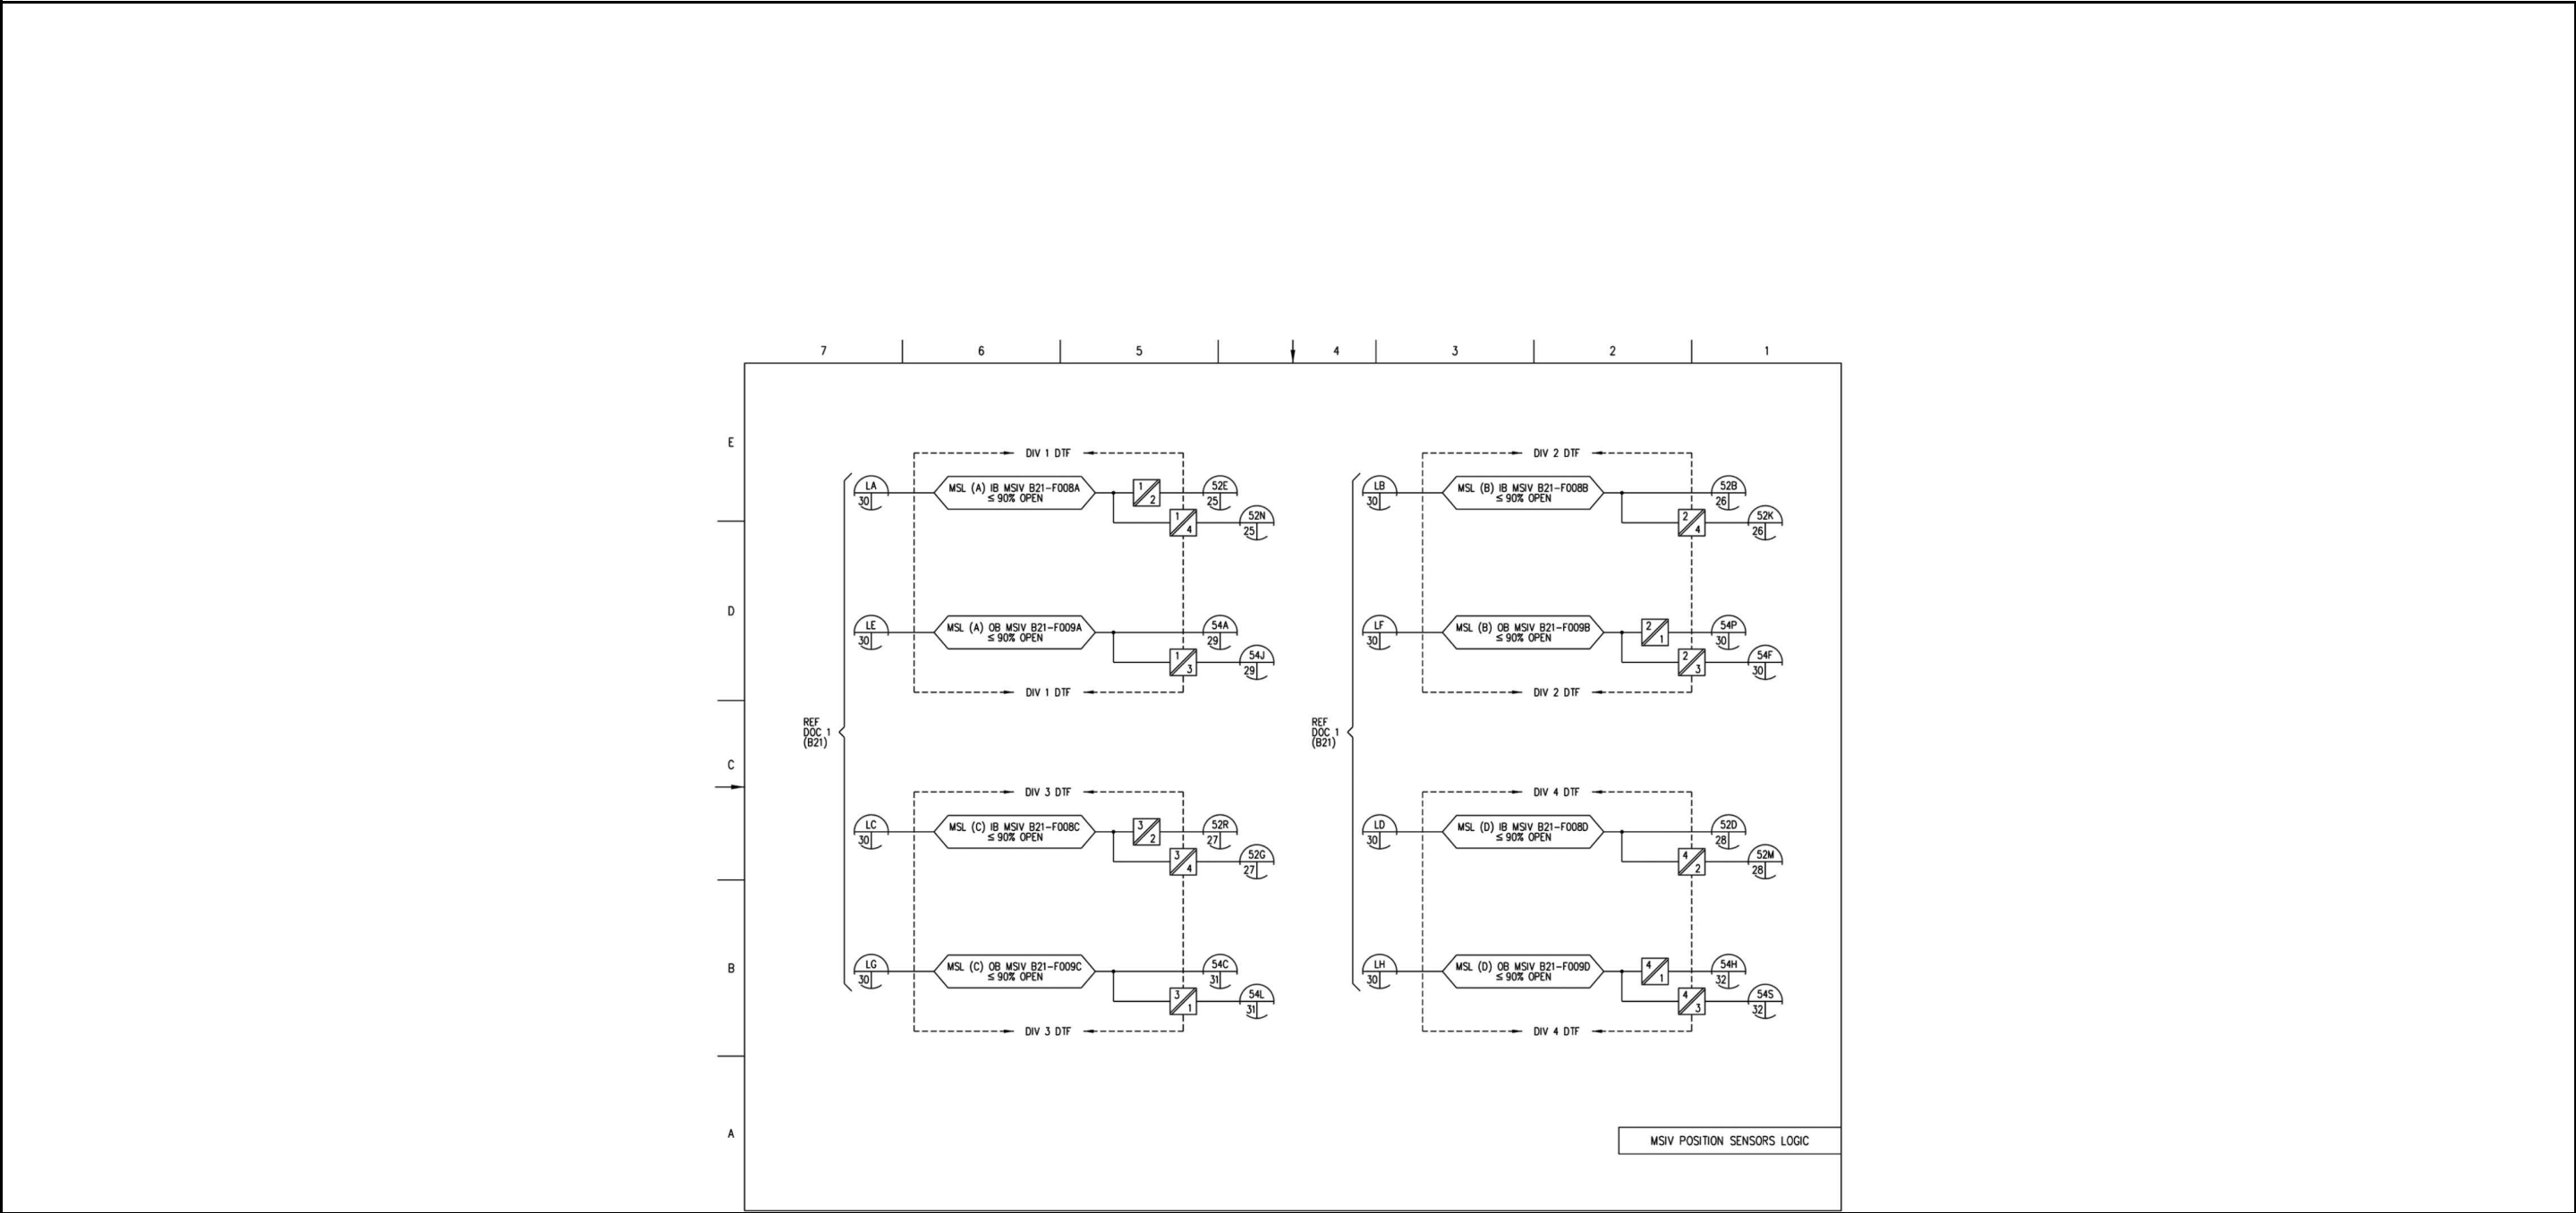 7 6 5 4 3 2 1
E
D
C
B
A
DIV 1 DTF
LA
30
MSL (A) IB MSIV B21-F008A
≤ 90% OPEN
1
2
52E
25
1
4
52N
25
LE
30
MSL (A) OB MSIV B21-F009A
≤ 90% OPEN
54A
29
1
3
54J
29
DIV 1 DTF
REF
DOC 1
(B21)
DIV 3 DTF
LC
30
MSL (C) IB MSIV B21-F008C
≤ 90% OPEN
3
2
52R
27
3
4
52G
27
LG
30
MSL (C) OB MSIV B21-F009C
≤ 90% OPEN
54C
31
3
1
54L
31
DIV 3 DTF
DIV 2 DTF
LB
30
MSL (B) IB MSIV B21-F008B
≤ 90% OPEN
52B
26
2
4
52K
26
LF
30
MSL (B) OB MSIV B21-F009B
≤ 90% OPEN
2
1
54P
30
2
3
54F
30
DIV 2 DTF
REF
DOC 1
(B21)
DIV 4 DTF
LD
30
MSL (D) IB MSIV B21-F008D
≤ 90% OPEN
52D
28
4
2
52M
28
LH
30
MSL (D) OB MSIV B21-F009D
≤ 90% OPEN
4
1
54H
32
4
3
54S
32
DIV 4 DTF
MSIV POSITION SENSORS LOGIC